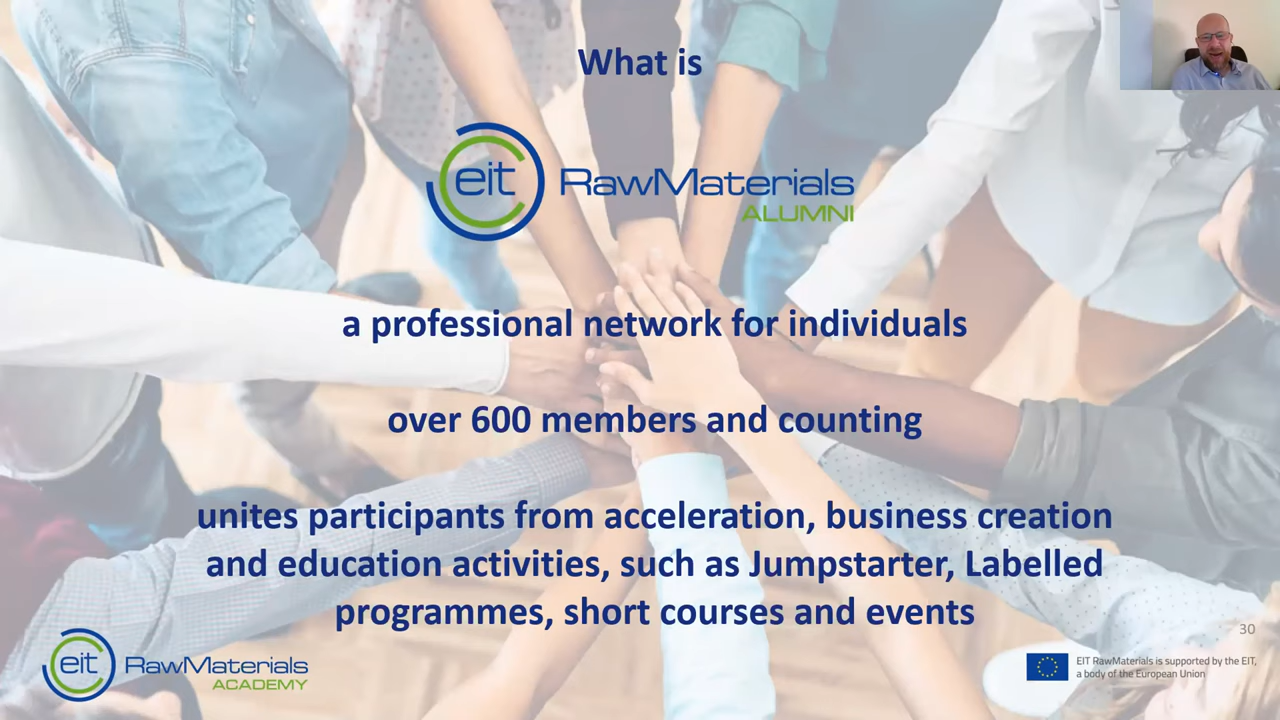 What is
eit RawMaterials
ALUMNI
a professional network for individuals
over 600 members and counting
unites participants from acceleration, business creation
and education activities, such as Jumpstarter, Labelled
programmes, short courses and events
30
eit RawMaterials
ACADEMY
EIT RawMaterials is supported by the EIT,
a body of the European Union